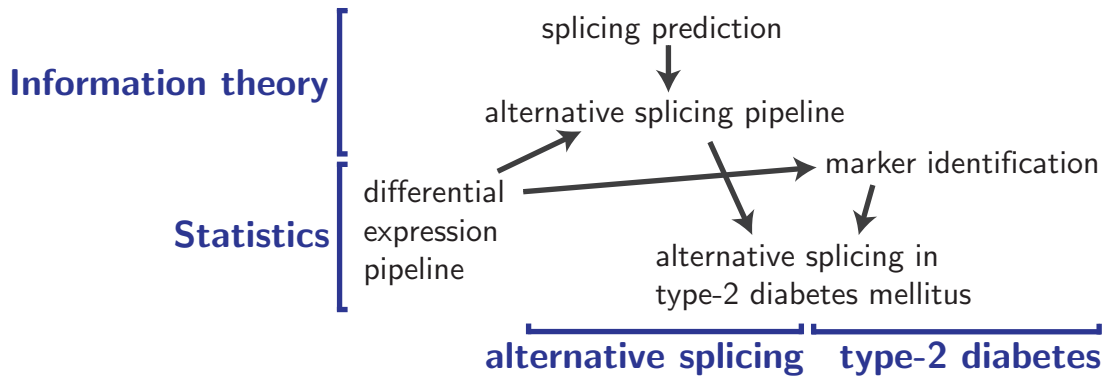 splicing prediction
Information theory
alternative splicing pipeline
marker identification
differential
expression
pipeline
Statistics
alternative splicing in
type-2 diabetes mellitus
alternative splicing
type-2 diabetes